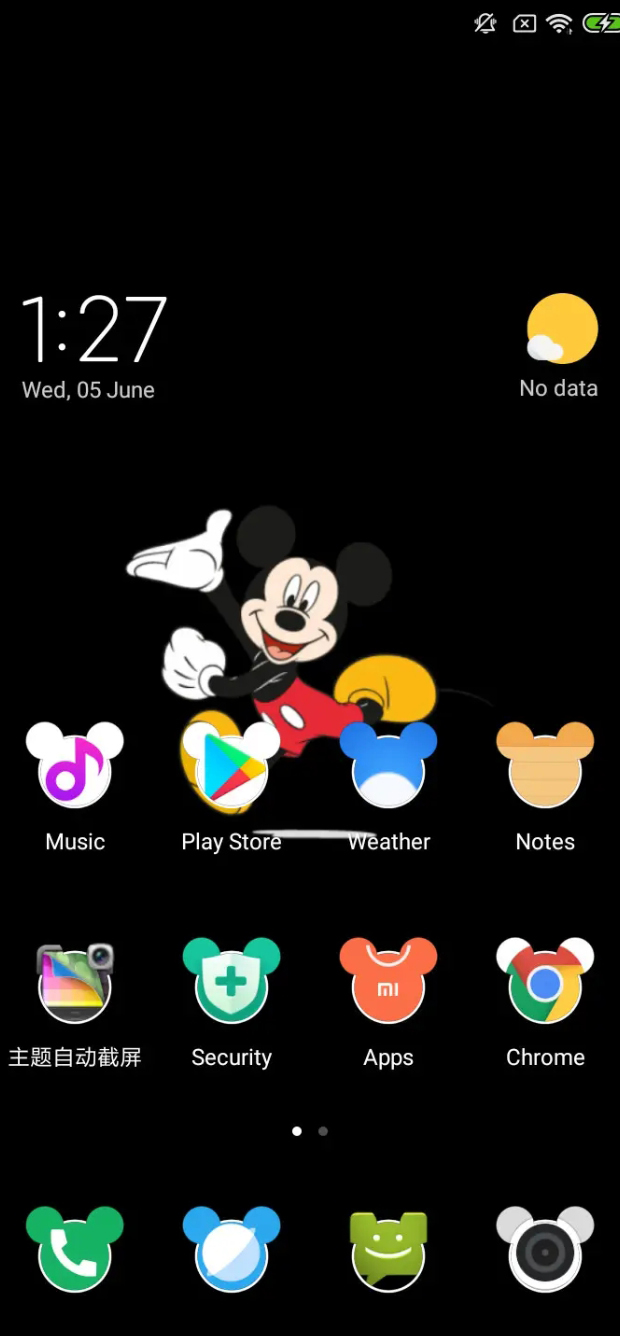 1:27
Wed, 05 June
No data
Music
Play Store
Weather
Notes
mi
主题自动截屏
Security
Apps
Chrome